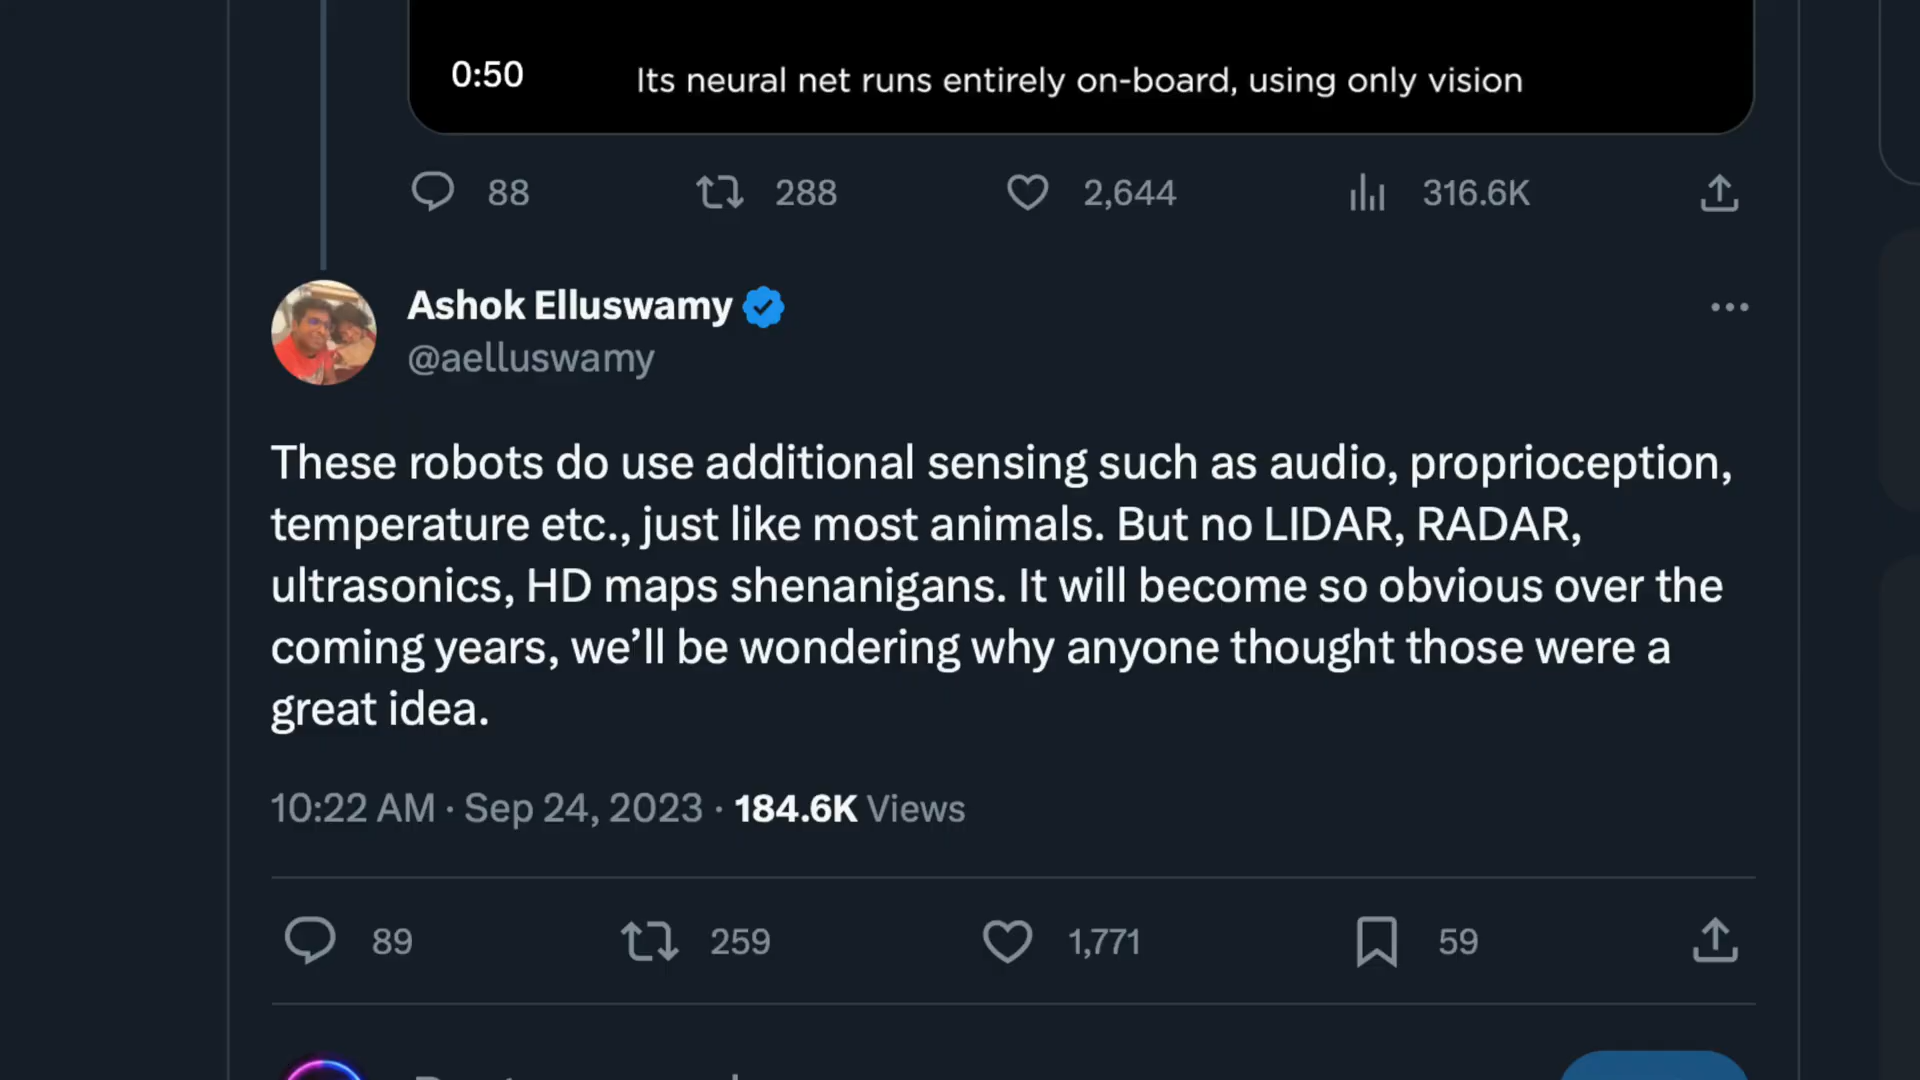 0:50
Its neural net runs entirely on-board, using only vision
88 288 2,644 316.6K
Ashok Elluswamy
@aelluswamy
These robots do use additional sensing such as audio, proprioception,
temperature etc., just like most animals. But no LIDAR, RADAR,
ultrasonics, HD maps shenanigans. It will become so obvious over the
coming years, we’ll be wondering why anyone thought those were a
great idea.
10:22 AM · Sep 24, 2023 · 184.6K Views
89 259 1,771 59